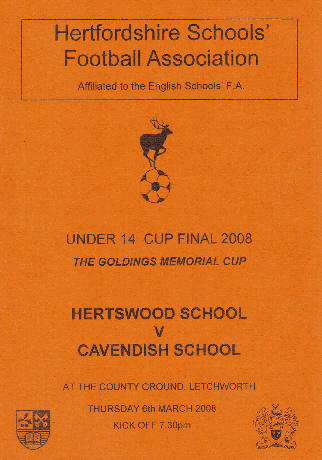 Hertfordshire Schools'
Football Association
Affiliated to the English Schools' F.A.
UNDER 14 CUP FINAL 2008
THE GOLDINGS MEMORIAL CUP
HERTSWOOD SCHOOL
V
CAVENDISH SCHOOL
AT THE COUNTY GROUND, LETCHWORTH
THURSDAY 6th MARCH 2008
KICK OFF 7.30pm